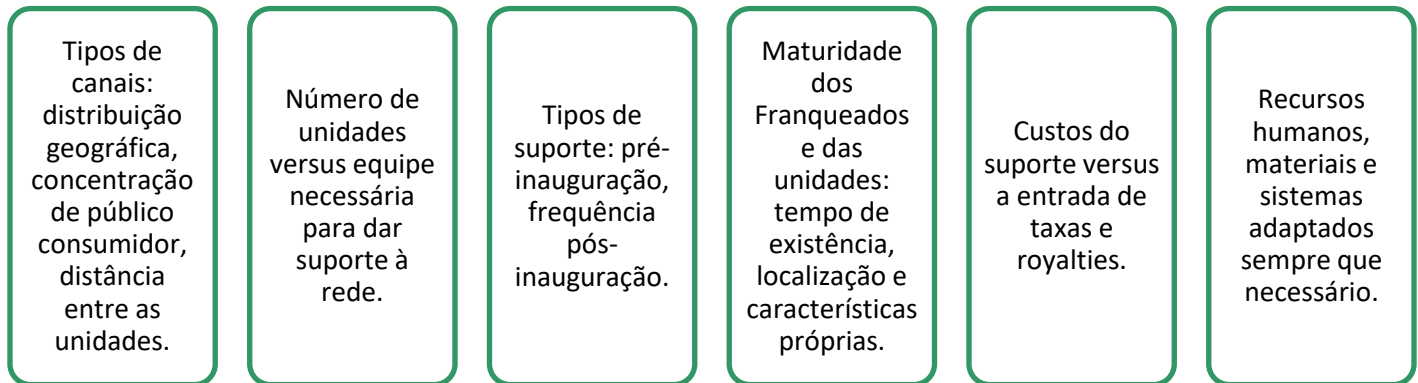 Tipos de
canais:
distribuição
geográfica,
concentração
de público
consumidor,
distância
entre as
unidades.
Número de
unidades
versus equipe
necessária
para dar
suporte à
rede.
Tipos de
suporte: pré-
inauguração,
frequência
pós-
inauguração.
Maturidade
dos
Franqueados
e das
unidades:
tempo de
existência,
localização e
características
próprias.
Custos do
suporte versus
a entrada de
taxas e
royalties.
Recursos
humanos,
materiais e
sistemas
adaptados
sempre que
necessário.